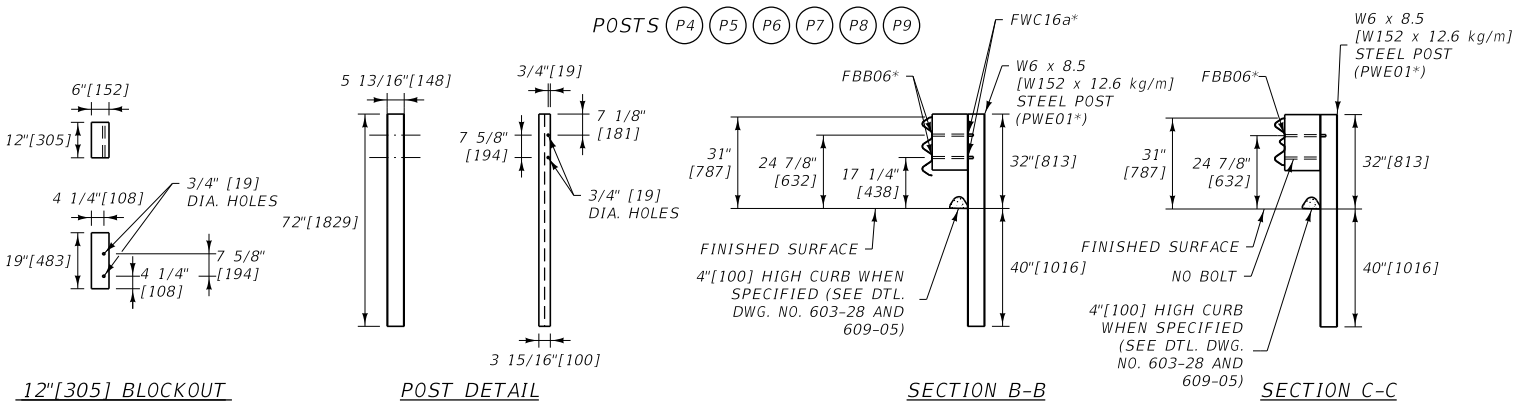 POSTS P4 P5 P6 P7 P8 P9
6"[152]
12"[305]
4 1/4"[108]
3/4" [19]
DIA. HOLES
19"[483]
4 1/4"
[108]
7 5/8"
[194]
12"[305] BLOCKOUT
5 13/16"[148]
72"[1829]
3/4"[19]
7 5/8"
[194]
7 1/8"
[181]
3/4" [19]
DIA. HOLES
3 15/16"[100]
POST DETAIL
FWC16a*
FBB06*
W6 x 8.5
[W152 x 12.6 kg/m]
STEEL POST
(PWE01*)
31"
[787]
24 7/8"
[632]
17 1/4"
[438]
32"[813]
FINISHED SURFACE
4"[100] HIGH CURB WHEN
SPECIFIED (SEE DTL.
DWG. NO. 603-28 AND
609-05)
40"[1016]
SECTION B-B
W6 x 8.5
[W152 x 12.6 kg/m]
STEEL POST
(PWE01*)
FBB06*
31"
[787]
24 7/8"
[632]
32"[813]
FINISHED SURFACE
NO BOLT
40"[1016]
4"[100] HIGH CURB
WHEN SPECIFIED
(SEE DTL. DWG.
NO. 603-28 AND
609-05)
SECTION C-C